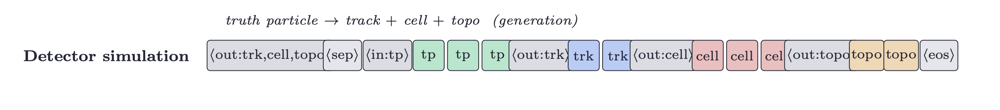 truth particle → track + cell + topo (generation)
Detector simulation ⟨out:trk,cell,topo ⟨sep⟩ ⟨in:tp⟩ tp tp tp ⟨out:trk⟩ trk trk ⟨out:cell⟩ cell cell cel ⟨out:topo topo topo ⟨eos⟩